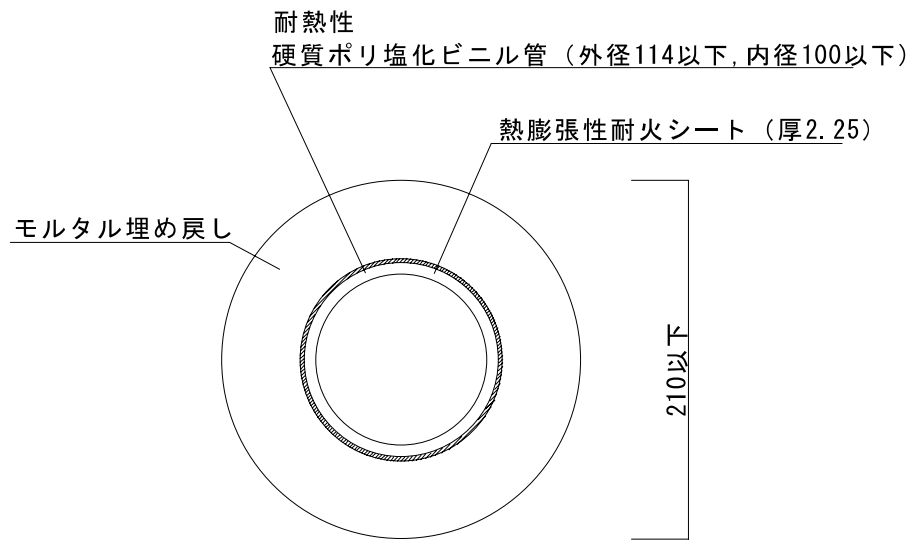 耐熱性
硬質ポリ塩化ビニル管（外径114以下,内径100以下）
熱膨張性耐火シート（厚2.25）
モルタル埋め戻し
210以下